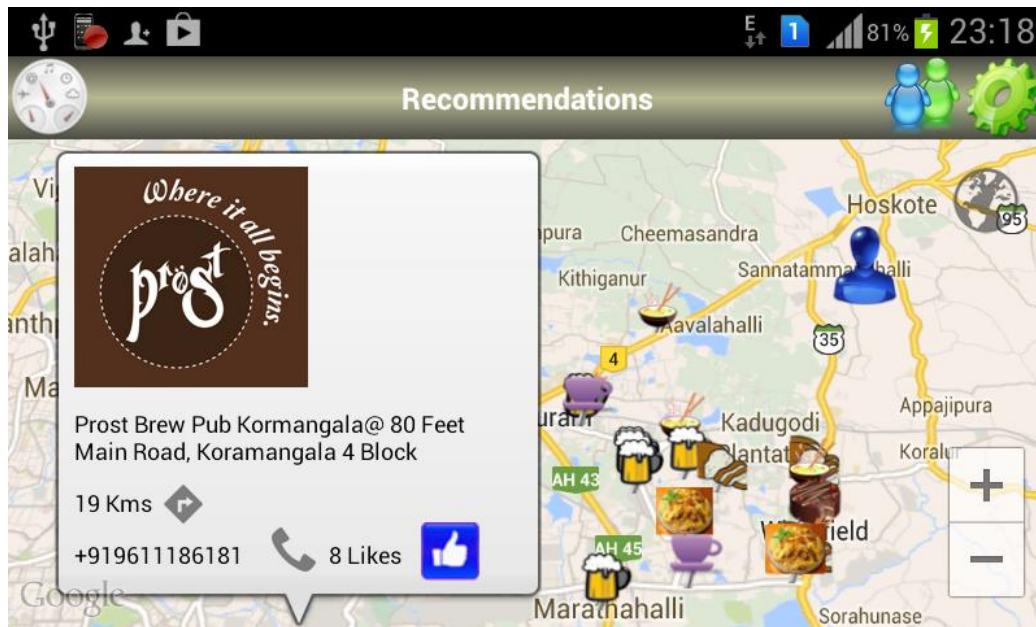 E
1
81%
23:18
Recommendations
Where it all begins.
pröst
Prost Brew Pub Kormangala@ 80 Feet
Main Road, Koramangala 4 Block
19 Kms
+919611186181
8 Likes
Google
Hoskote
95
Cheemasandra
Kithiganur
Aavalahalli
35
4
Kadugodi
Appajipura
AH 43
AH 45
Marathahalli
Sorahunase